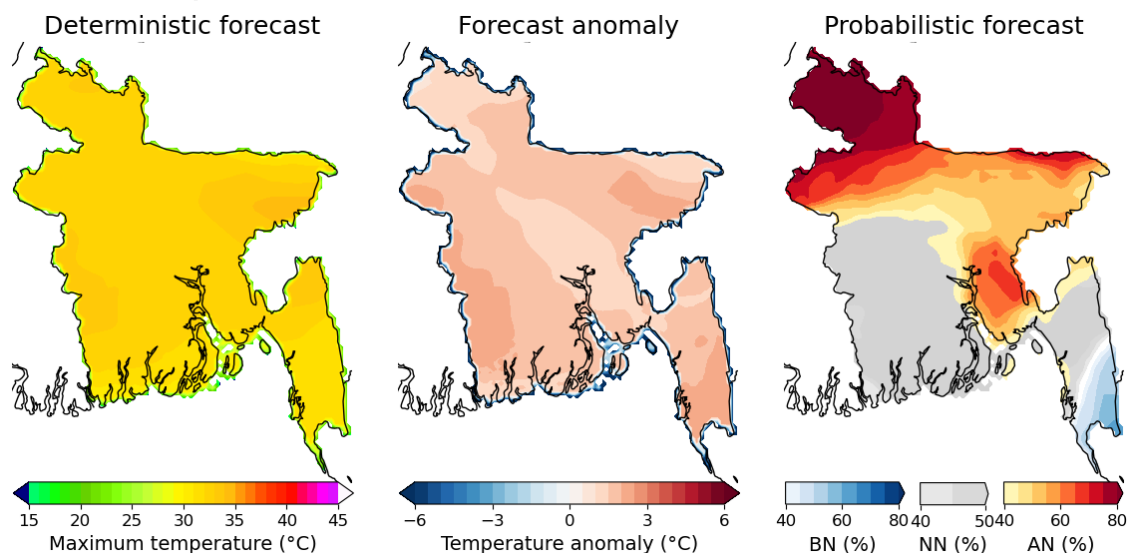 Deterministic forecast
Forecast anomaly
Probabilistic forecast
15 20 25 30 35 40 45
Maximum temperature (°C)
−6 −3 0 3 6
Temperature anomaly (°C)
40 60 80
BN (%)
40 50
NN (%)
40 60 80
AN (%)